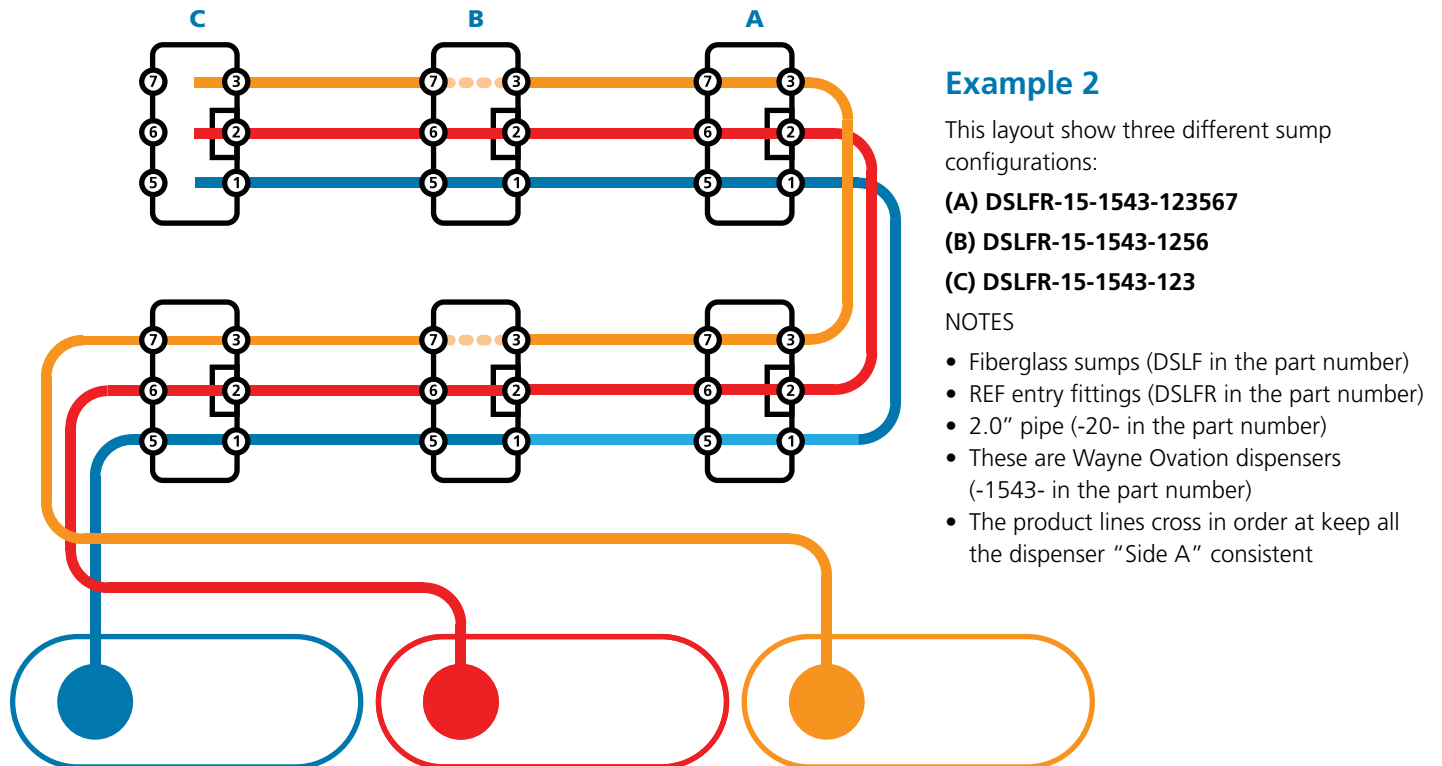 C B A
7 3 7 3 7 3
6 2 6 2 6 2
5 1 5 1 5 1
7 3 7 3 7 3
6 2 6 2 6 2
5 1 5 1 5 1
Example 2
This layout show three different sump
configurations:
(A) DSLFR-15-1543-123567
(B) DSLFR-15-1543-1256
(C) DSLFR-15-1543-123
NOTES
• Fiberglass sumps (DSLF in the part number)
• REF entry fittings (DSLFR in the part number)
• 2.0” pipe (-20- in the part number)
• These are Wayne Ovation dispensers
(-1543- in the part number)
• The product lines cross in order at keep all
the dispenser “Side A” consistent